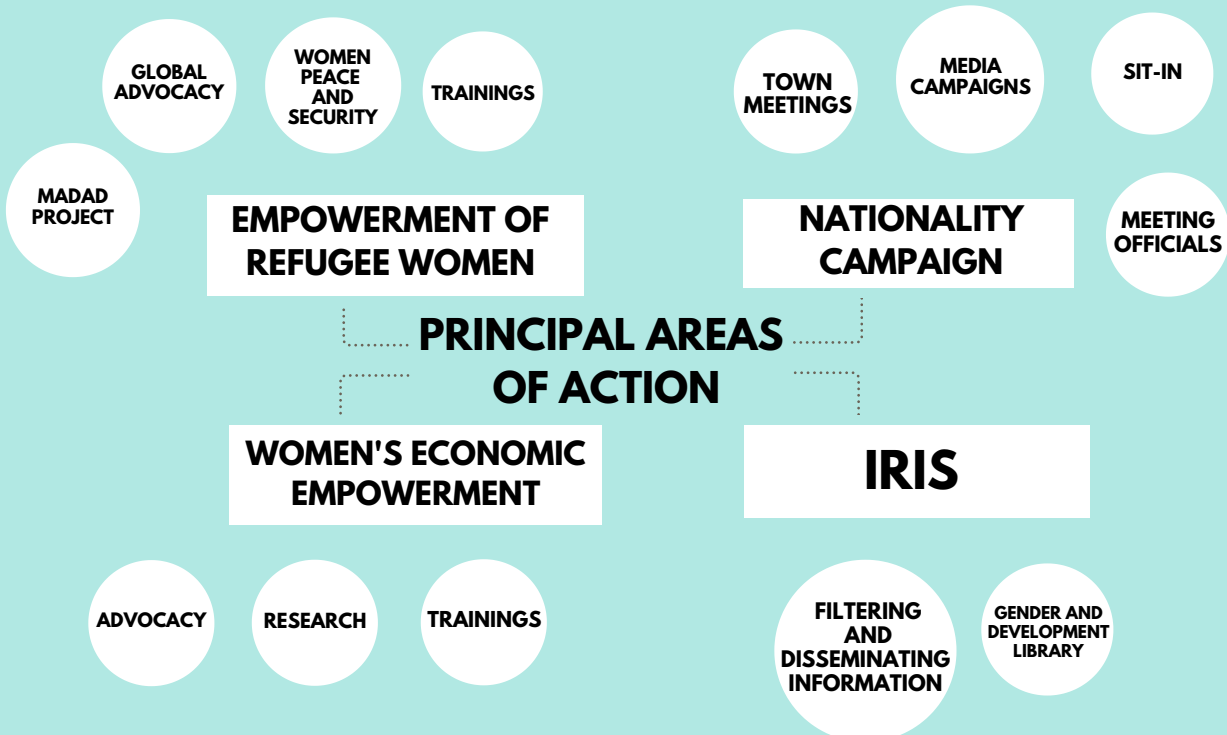 GLOBAL
ADVOCACY
WOMEN
PEACE
AND
SECURITY
TRAININGS
MADAD
PROJECT
EMPOWERMENT OF
REFUGEE WOMEN
TOWN
MEETINGS
MEDIA
CAMPAIGNS
SIT-IN
MEETING
OFFICIALS
NATIONALITY
CAMPAIGN
PRINCIPAL AREAS
OF ACTION
WOMEN'S ECONOMIC
EMPOWERMENT
ADVOCACY
RESEARCH
TRAININGS
IRIS
FILTERING
AND
DISSEMINATING
INFORMATION
GENDER AND
DEVELOPMENT
LIBRARY